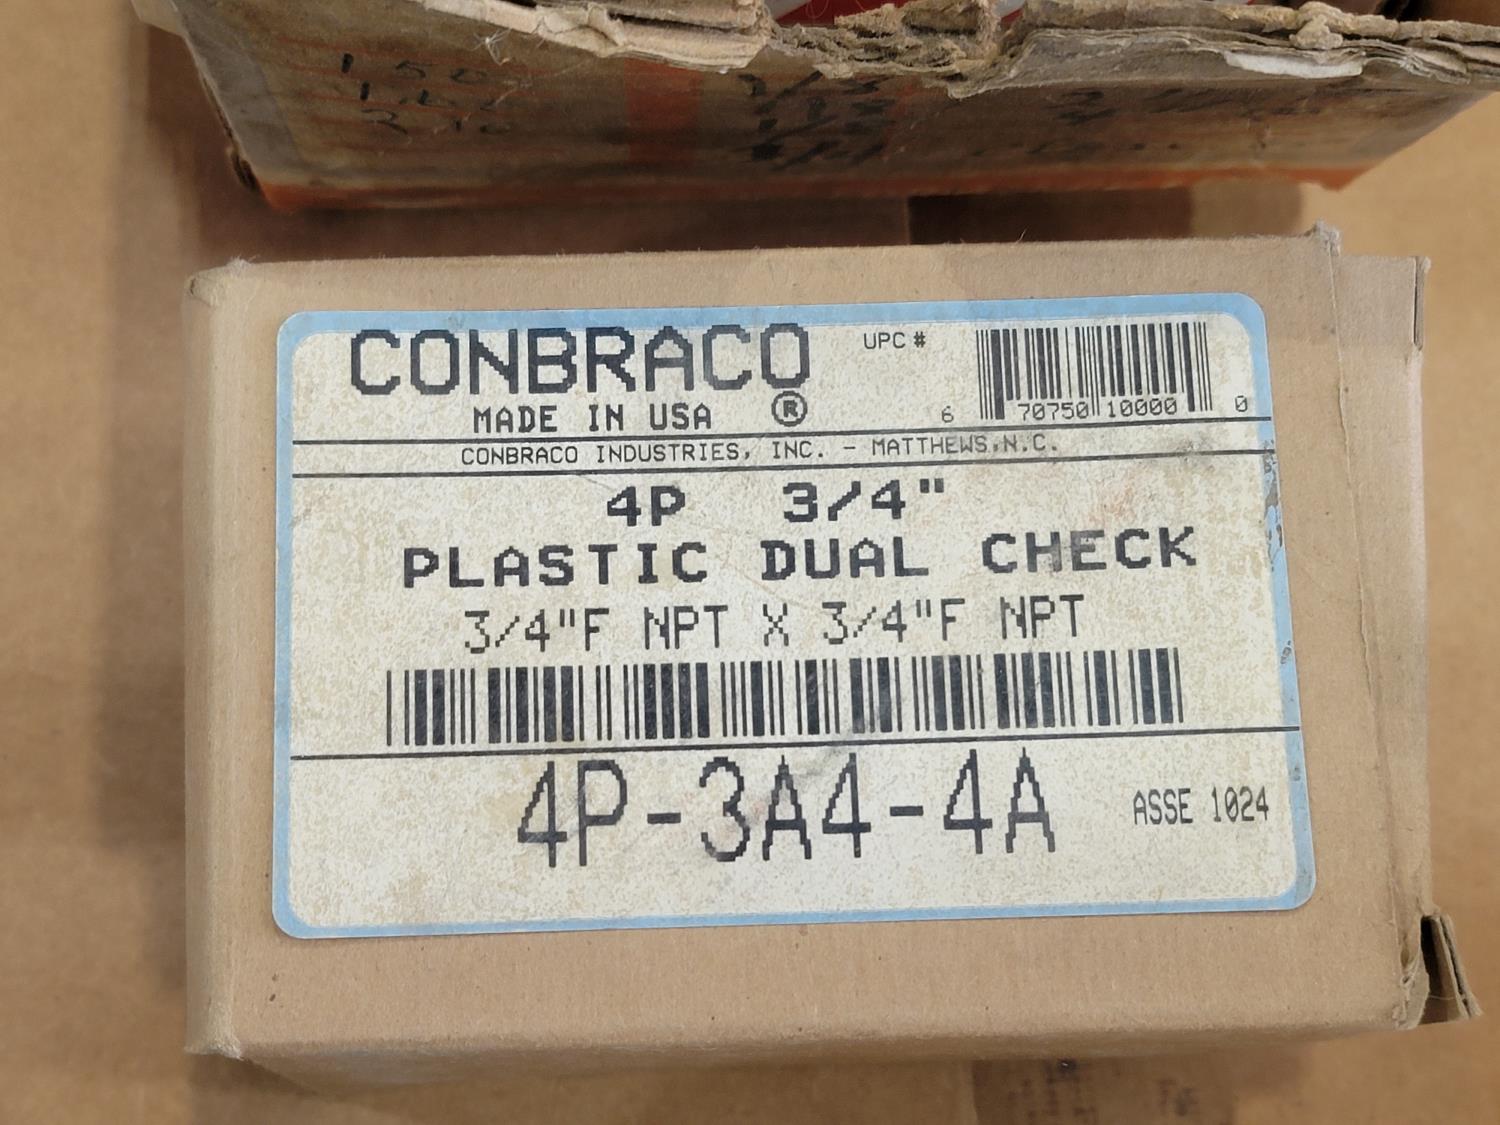 CONBRACO
MADE IN USA ®
UPC #
6 70750 10000 0
CONBRACO INDUSTRIES, INC. - MATTHEWS, N.C.
4P 3/4"
PLASTIC DUAL CHECK
3/4"F NPT X 3/4"F NPT
4P-3A4-4A
ASSE 1024